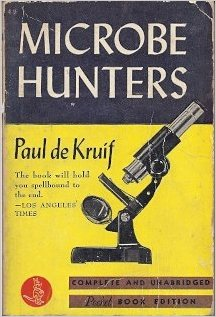 49
MICROBE
HUNTERS
Paul de Kruif
The book will hold
you spellbound to
the end.
—LOS ANGELES
TIMES
COMPLETE AND UNABRIDGED
Pocket BOOK EDITION